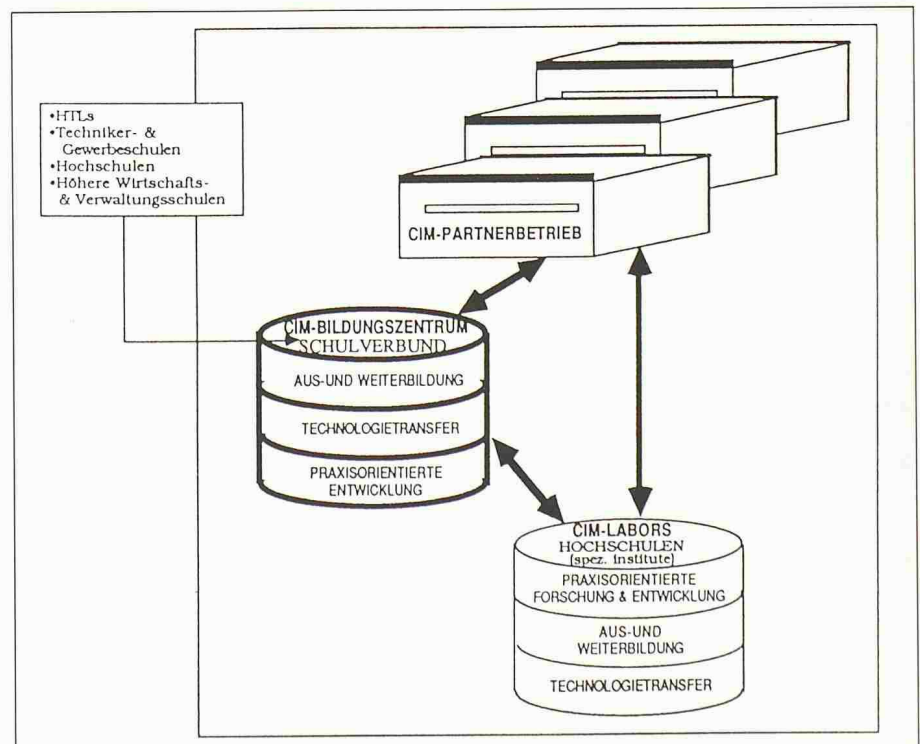 •HTLs
•Techniker- &
Gewerbeschulen
•Hochschulen
•Höhere Wirtschafts-
& Verwaltungsschulen
CIM-PARTNERBETRIEB
CIM-BILDUNGSZENTRUM
SCHULVERBUND
AUS-UND WEITERBILDUNG
TECHNOLOGIETRANSFER
PRAXISORIENTIERTE
ENTWICKLUNG
CIM-LABORS
HOCHSCHULEN
(spez. institute)
PRAXISORIENTIERTE
FORSCHUNG & ENTWICKLUNG
AUS-UND
WEITERBILDUNG
TECHNOLOGIETRANSFER